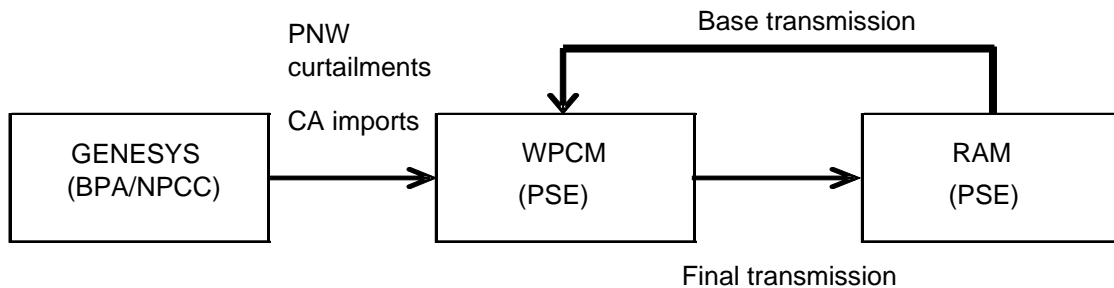 Base transmission
PNW
curtailments
CA imports
GENESYS
(BPA/NPCC)
WPCM
(PSE)
RAM
(PSE)
Final transmission